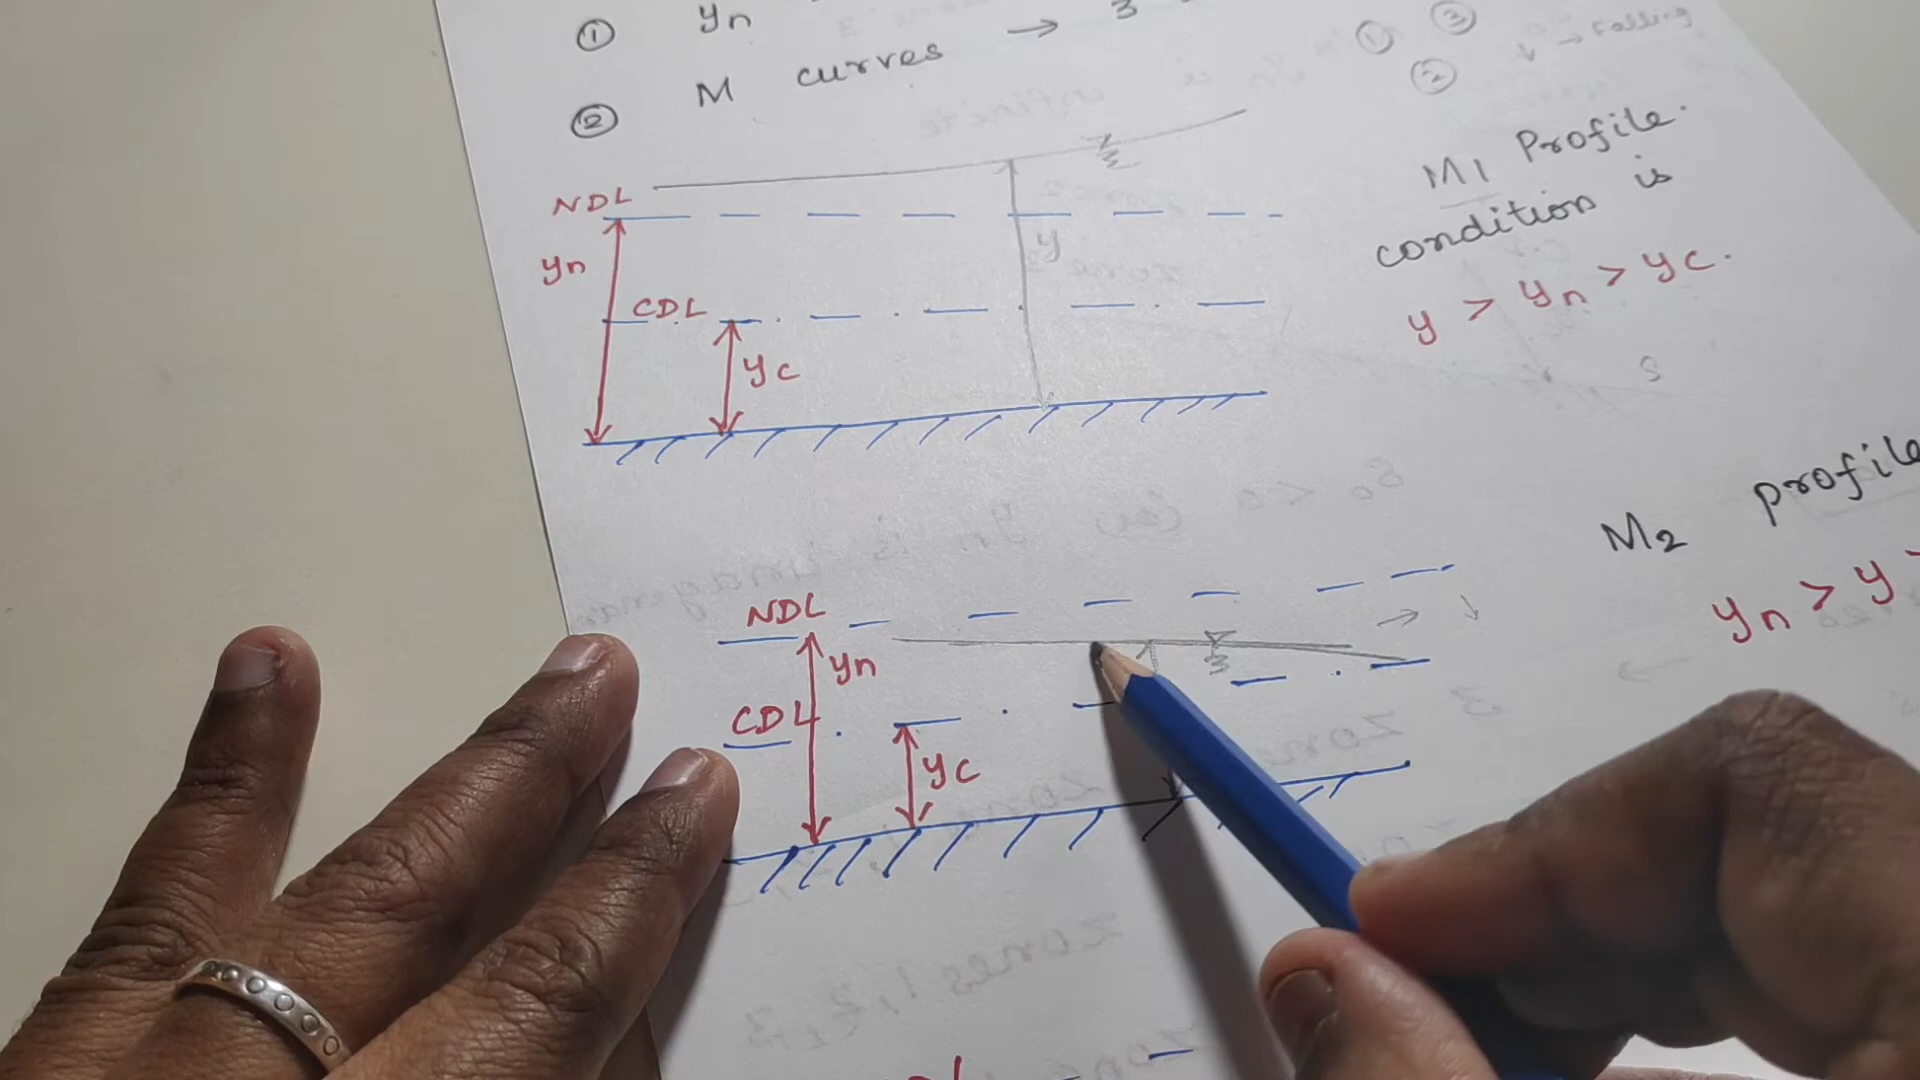 ① yn
② M curves → 3
① ③
② ↓ → Falling
NDL
yn
CDL
yc
y
M1 Profile.
condition is
y > yn > yc.
NDL
yn
CDL
yc
M2 profile
yn > y >